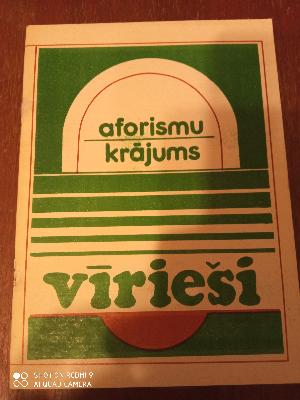 aforismu
krājums
vīrieši
SHOT ON REDMI 9
AI QUAD CAMERA